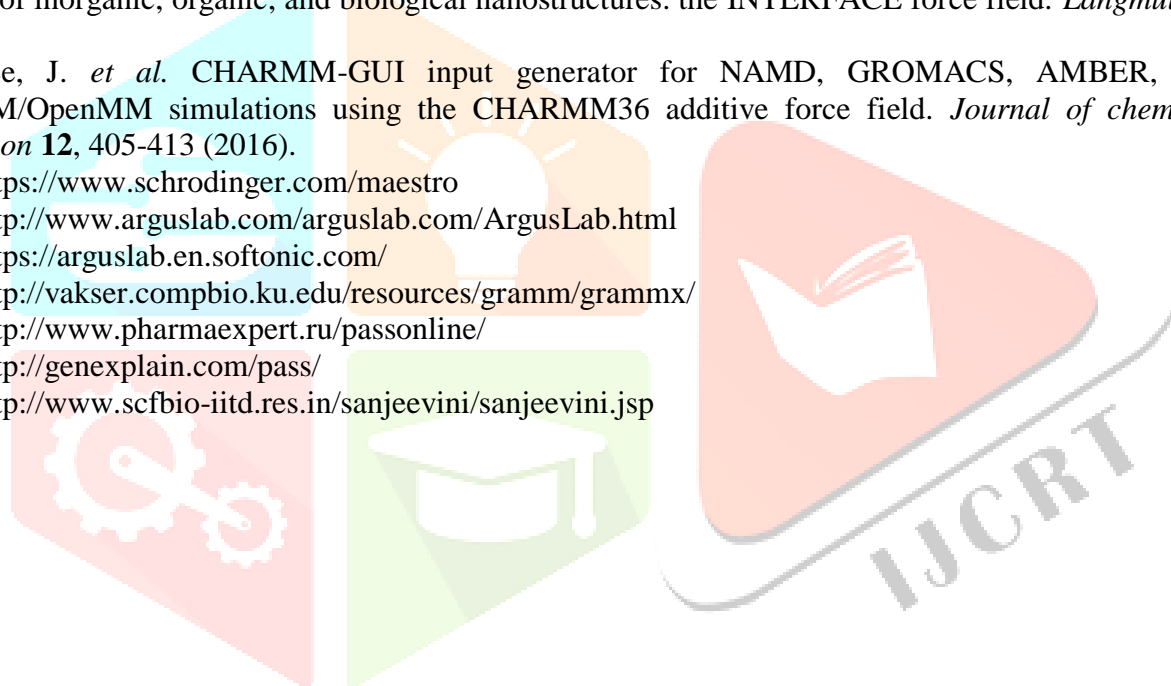 or inorganic, organic, and biological nanostructures: the INTERFACE force field. Langmui
e, J. et al. CHARMM-GUI input generator for NAMD, GROMACS, AMBER,
M/OpenMM simulations using the CHARMM36 additive force field. Journal of chem
on 12, 405-413 (2016).
tps://www.schrodinger.com/maestro
tp://www.arguslab.com/arguslab.com/ArgusLab.html
tps://arguslab.en.softonic.com/
tp://vakser.compbio.ku.edu/resources/gramm/grammx/
tp://www.pharmaexpert.ru/passonline/
tp://genexplain.com/pass/
tp://www.scfbio-iitd.res.in/sanjeevini/sanjeevini.jsp
IJCRT